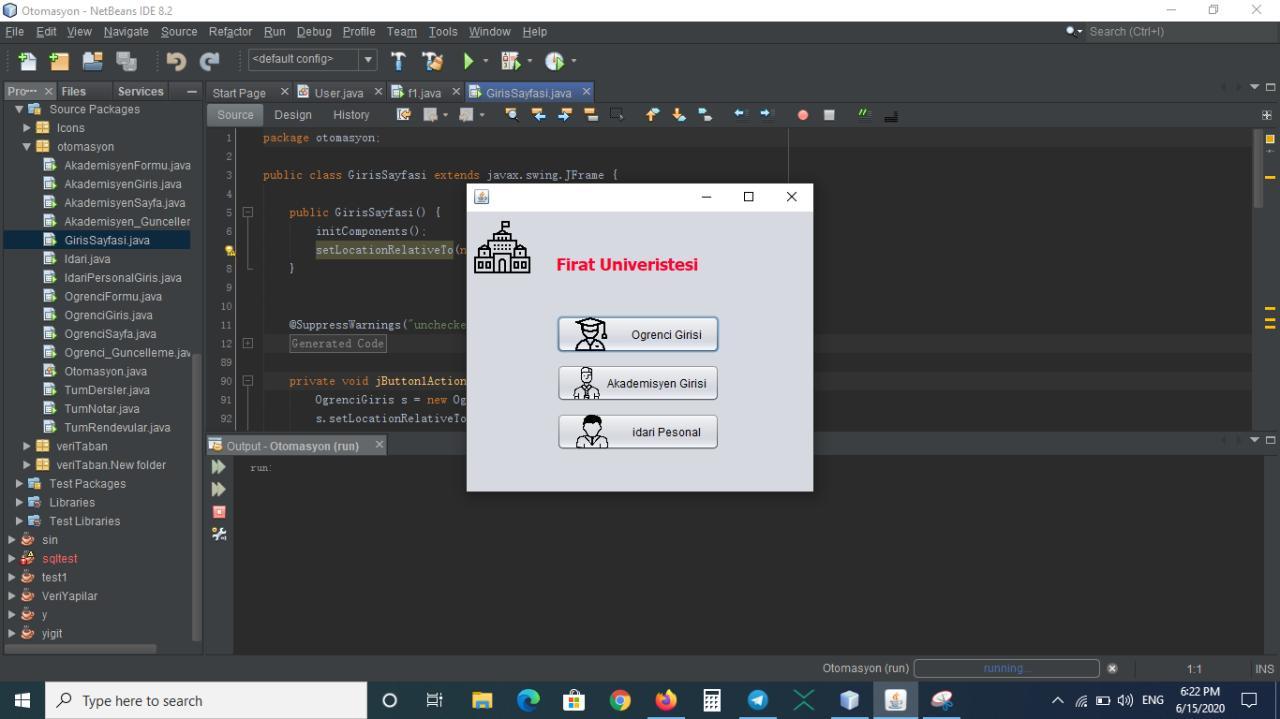 Otomasyon - NetBeans IDE 8.2
File Edit View Navigate Source Refactor Run Debug Profile Team Tools Window Help
Search (Ctrl+I)
<default config>
Pro··· Files Services
Start Page User.java f1.java GirisSayfasi.java
Source Design History
Source Packages
Icons
otomasyon
AkademisyenFormu.java
AkademisyenGiris.java
AkademisyenSayfa.java
Akademisyen_Guncelleme
GirisSayfasi.java
Idari.java
IdariPersonalGiris.java
OgrenciFormu.java
OgrenciGiris.java
OgrenciSayfa.java
Ogrenci_Guncelleme.jav
Otomasyon.java
TumDersler.java
TumNotar.java
TumRendevular.java
veriTaban
veriTaban.New folder
Test Packages
Libraries
Test Libraries
sin
sqltest
test1
VeriYapilar
y
yigit
1 package otomasyon;
2
3 public class GirisSayfasi extends javax.swing.JFrame {
4
5 public GirisSayfasi() {
6 initComponents();
setLocationRelativeTo(n
8 }
9
10
11 @SuppressWarnings("unchecke
12 Generated Code
89
90 private void jButton1Action
91 OgrenciGiris s = new Og
92 s.setLocationRelativeTo
Firat Univeristesi
Ogrenci Girisi
Akademisyen Girisi
idari Pesonal
Output - Otomasyon (run)
run:
Otomasyon (run) running... 1:1 INS
Type here to search
ENG
6:22 PM
6/15/2020